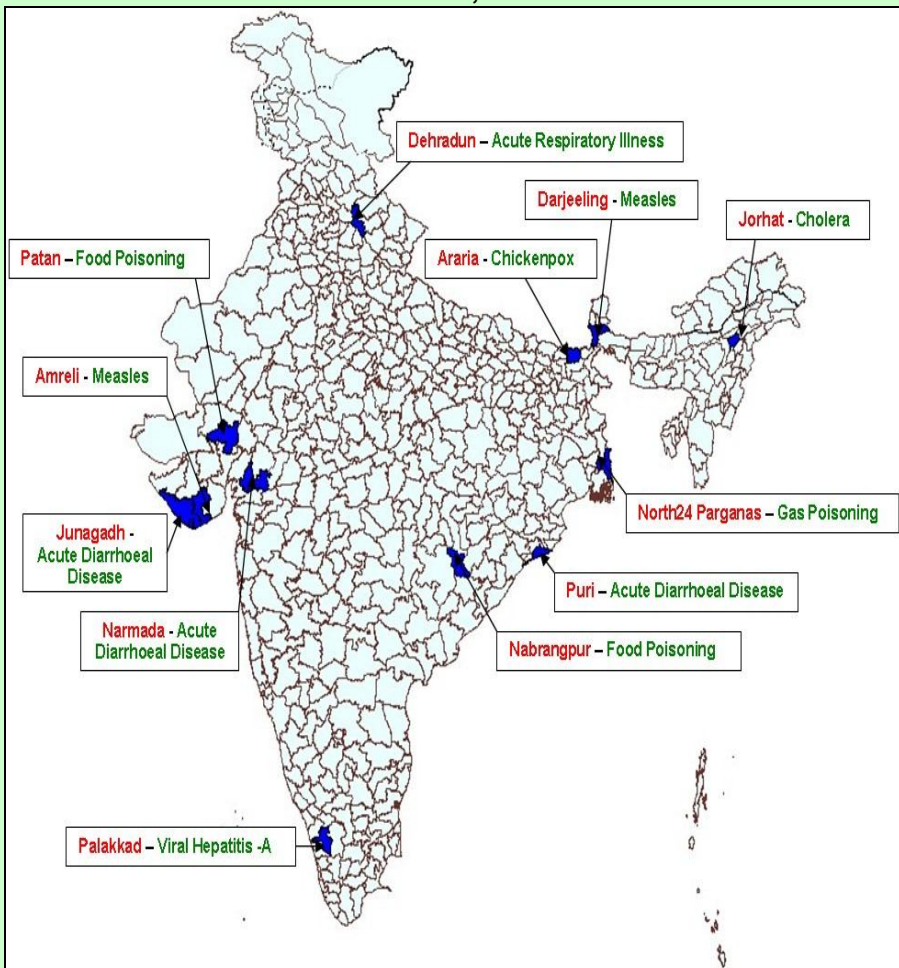 Dehradun – Acute Respiratory Illness
Darjeeling - Measles
Jorhat - Cholera
Patan – Food Poisoning
Araria - Chickenpox
Amreli - Measles
Junagadh -
Acute Diarrhoeal
Disease
North24 Parganas – Gas Poisoning
Puri – Acute Diarrhoeal Disease
Narmada - Acute
Diarrhoeal Disease
Nabrangpur – Food Poisoning
Palakkad – Viral Hepatitis -A